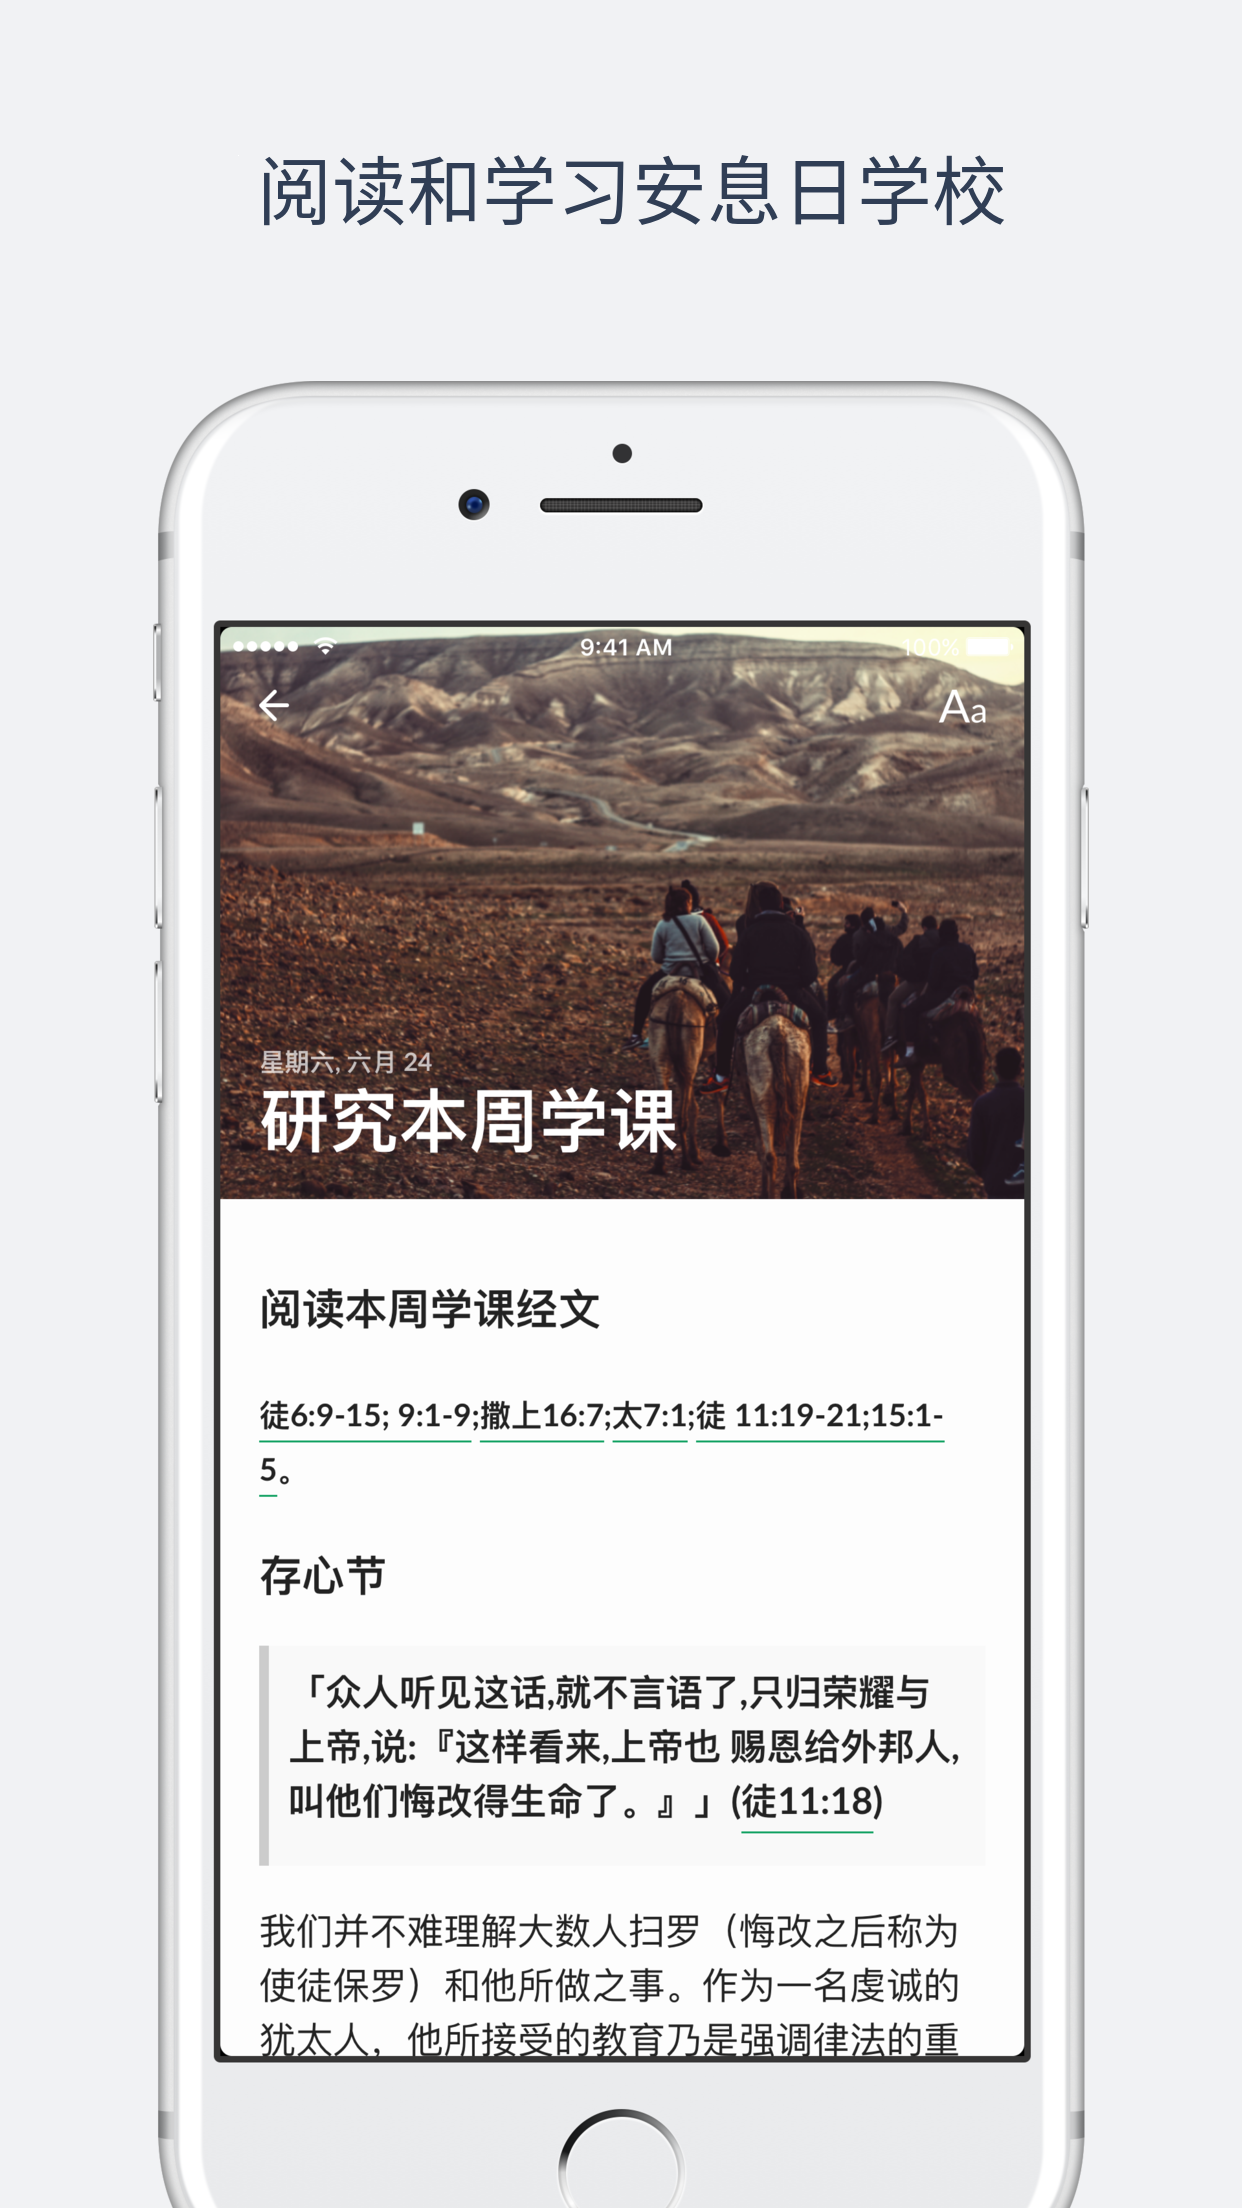 阅读和学习安息日学校
9:41 AM
100%
Aa
星期六, 六月 24
研究本周学课
阅读本周学课经文
徒6:9-15; 9:1-9;撒上16:7;太7:1;徒 11:19-21;15:1-
5。
存心节
「众人听见这话,就不言语了,只归荣耀与
上帝,说:『这样看来,上帝也 赐恩给外邦人,
叫他们悔改得生命了。』」(徒11:18)
我们并不难理解大数人扫罗（悔改之后称为
使徒保罗）和他所做之事。作为一名虔诚的
犹太人，他所接受的教育乃是强调律法的重